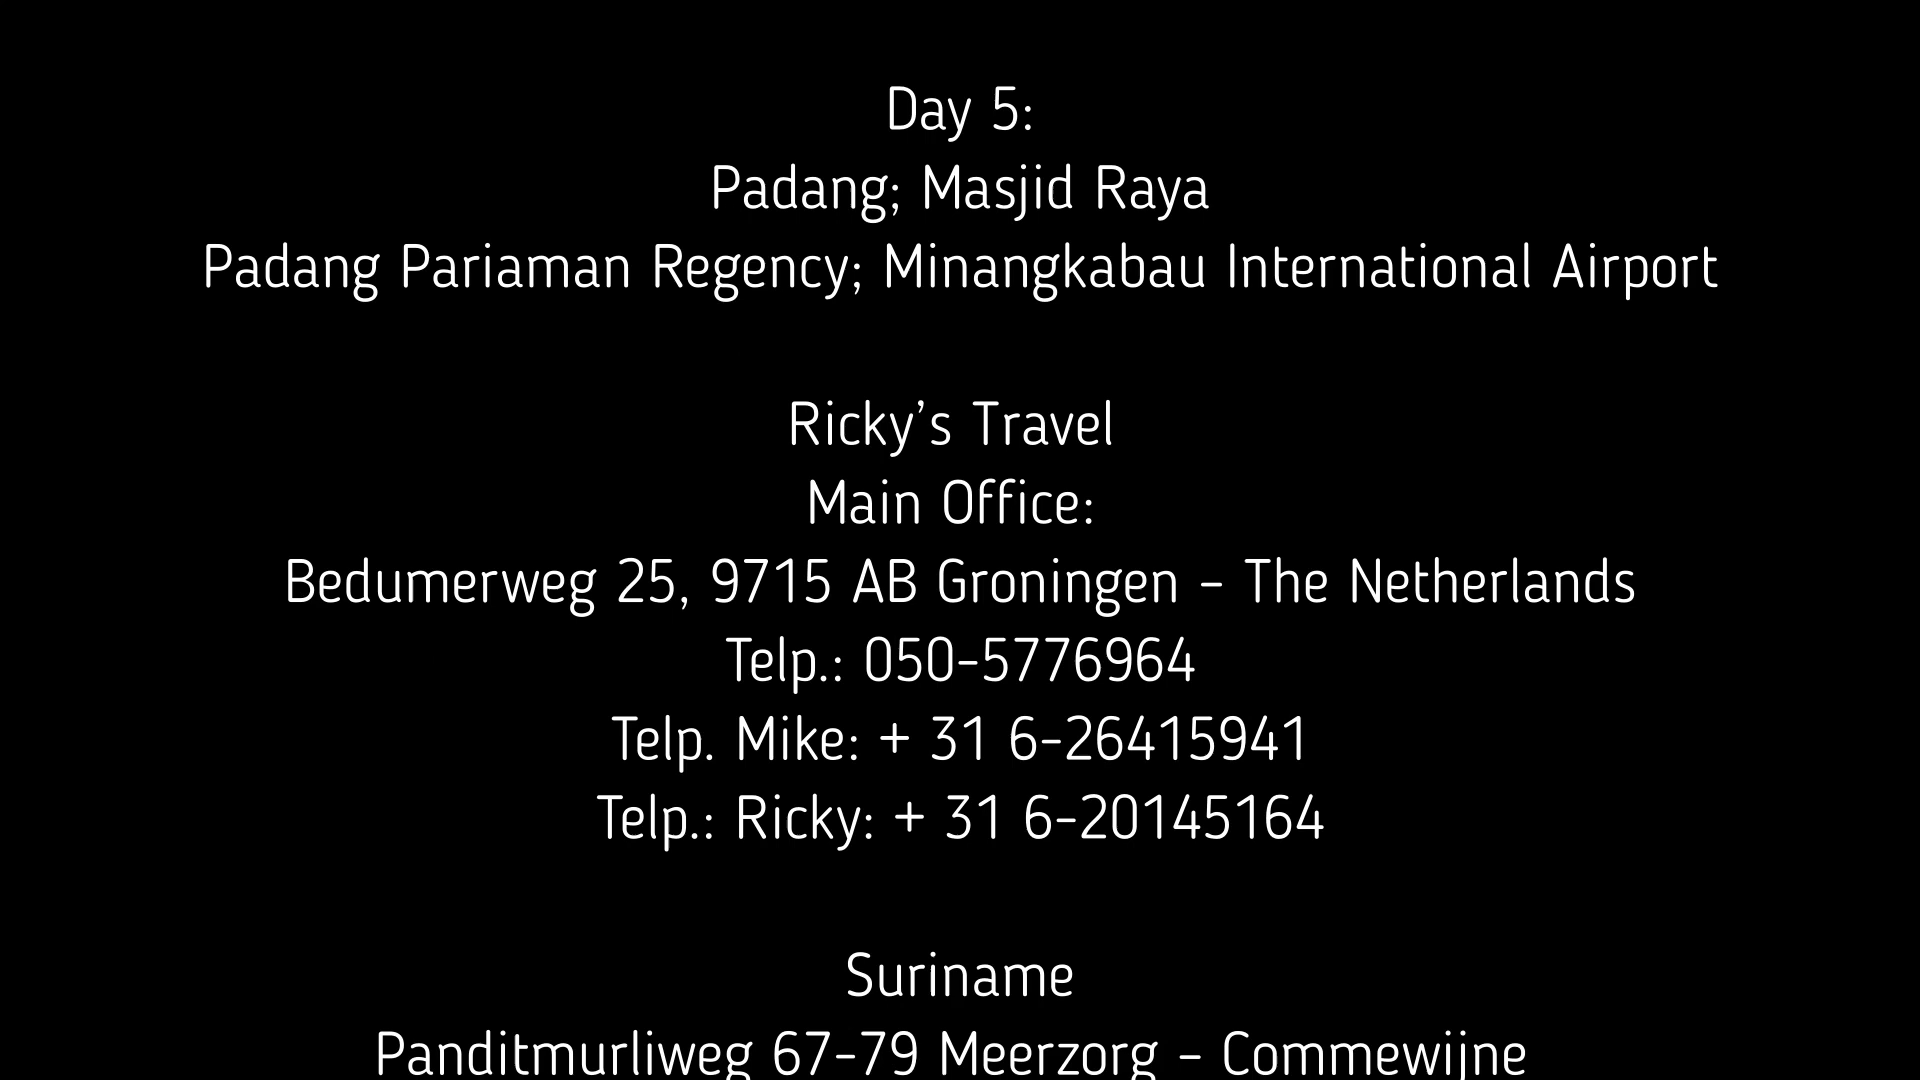 Day 5:
Padang; Masjid Raya
Padang Pariaman Regency; Minangkabau International Airport
Ricky’s Travel
Main Office:
Bedumerweg 25, 9715 AB Groningen – The Netherlands
Telp.: 050-5776964
Telp. Mike: + 31 6-26415941
Telp.: Ricky: + 31 6-20145164
Suriname
Panditmurliweg 67-79 Meerzorg – Commewijne